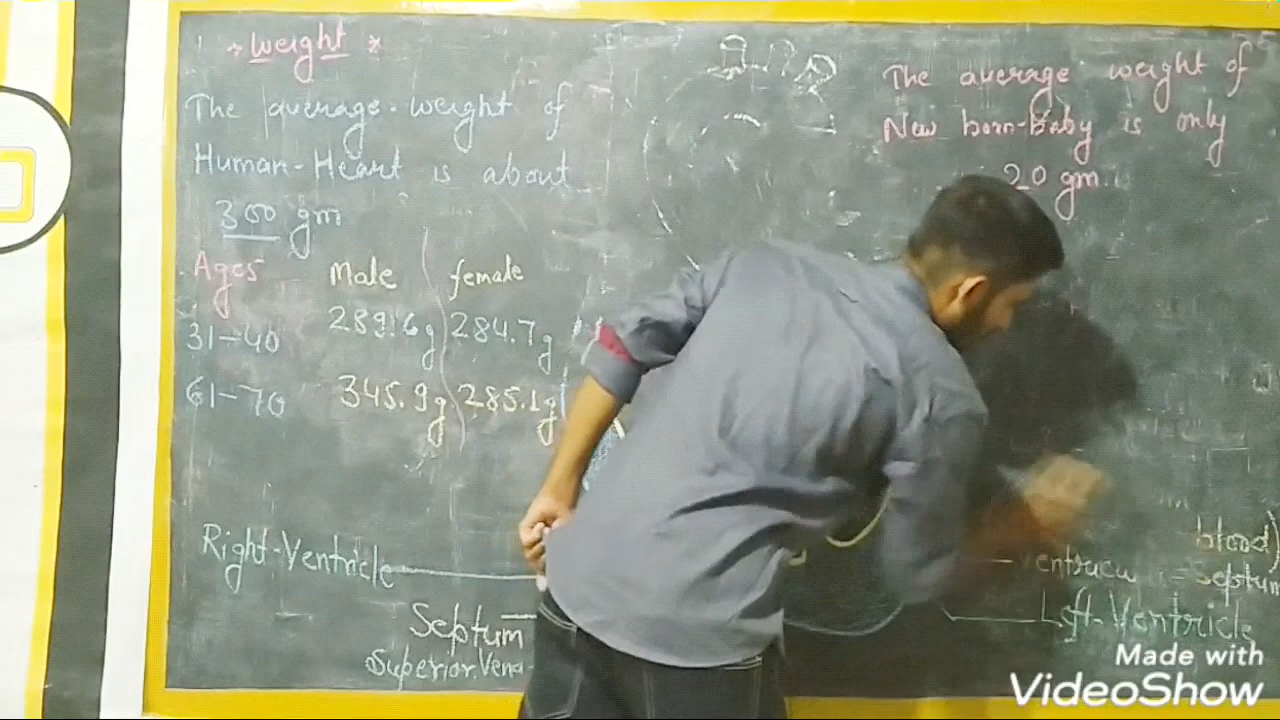 Weight
The average-weight of
Human-Heart is about
300 gm
Ages Male female
31-40 289.6g 284.7g
61-70 345.9g 285.1g
Right-Ventricle
Septum
Superior.Vena-
The average weight of
New born-Baby is only
20 gm.
blood)
Septum
Left-Ventricle
Made with
VideoShow